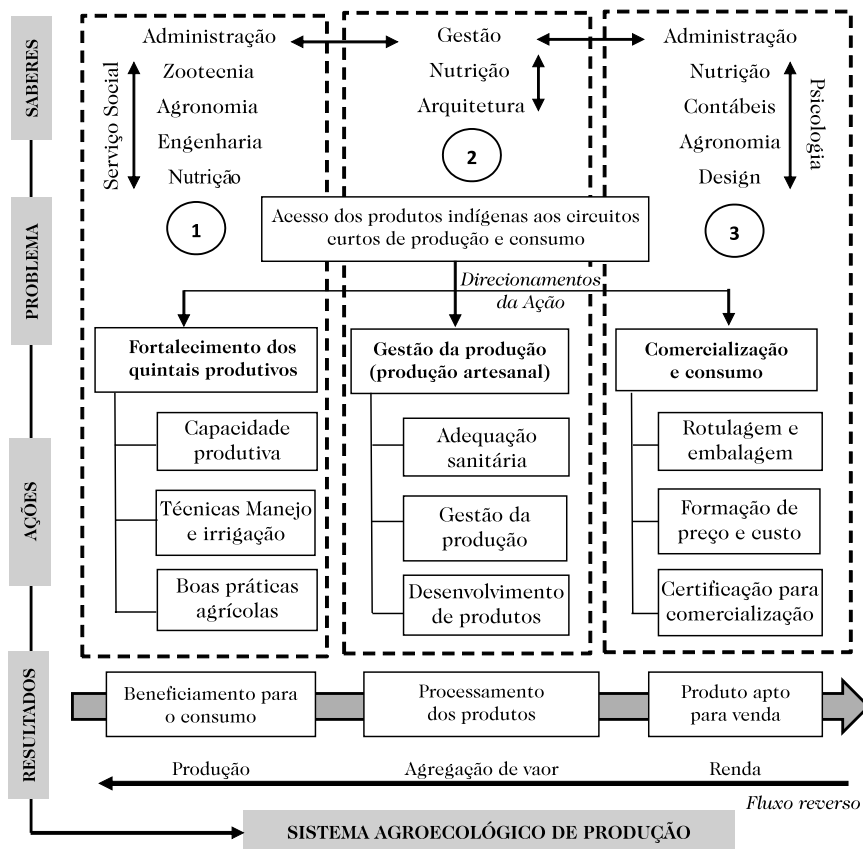 SABERES
Serviço Social
Administração
Zootecnia
Agronomia
Engenharia
Nutrição
1
Gestão
Nutrição
Arquitetura
2
Administração
Nutrição
Contábeis
Agronomia
Design
Psicologia
3
PROBLEMA
Acesso dos produtos indígenas aos circuitos
curtos de produção e consumo
Direcionamentos
da Ação
Fortalecimento dos
quintais produtivos
Gestão da produção
(produção artesanal)
Comercialização
e consumo
AÇÕES
Capacidade
produtiva
Técnicas Manejo
e irrigação
Boas práticas
agrícolas
Adequação
sanitária
Gestão da
produção
Desenvolvimento
de produtos
Rotulagem e
embalagem
Formação de
preço e custo
Certificação para
comercialização
RESULTADOS
Beneficiamento para
o consumo
Processamento
dos produtos
Produto apto
para venda
Produção
Agregação de vaor
Renda
Fluxo reverso
SISTEMA AGROECOLÓGICO DE PRODUÇÃO